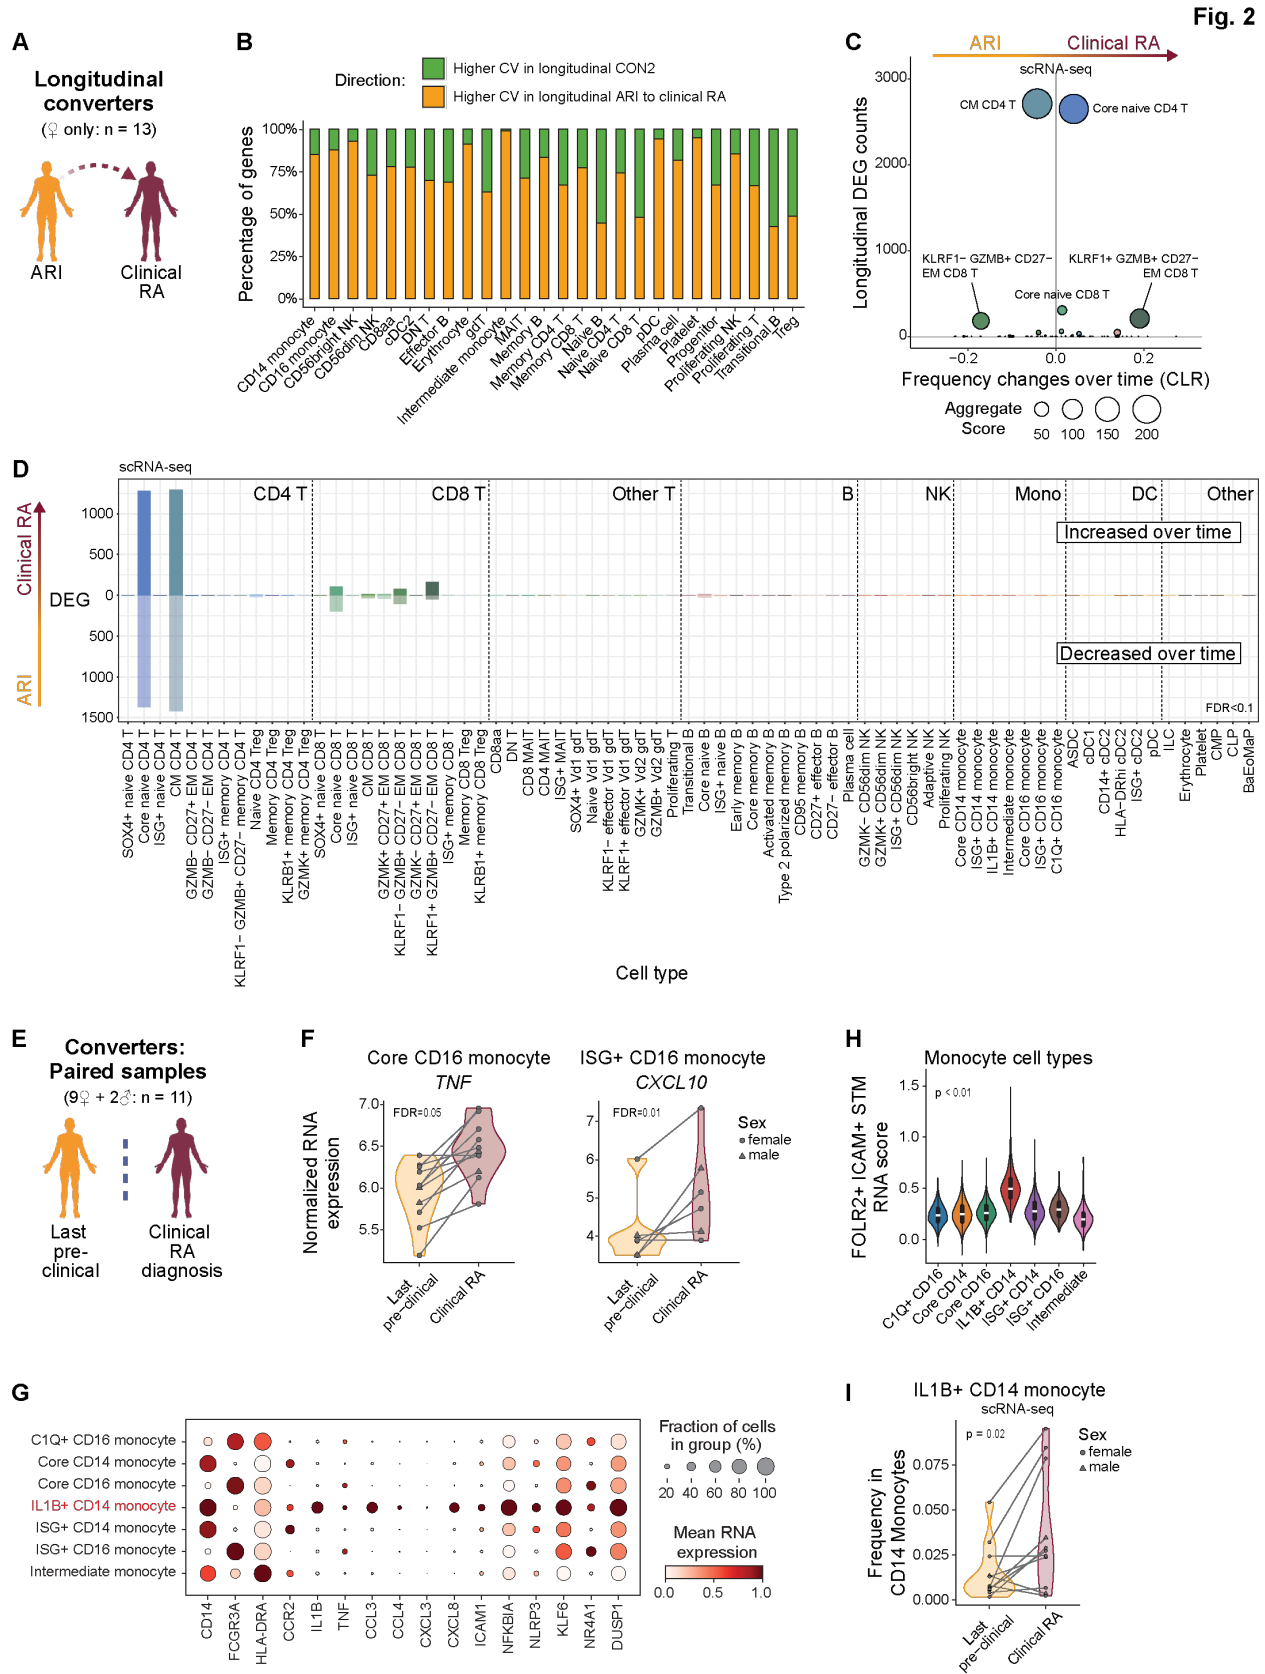 Fig. 2
A
Longitudinal
converters
(♀ only: n = 13)
ARI
Clinical
RA
B
Direction:
Higher CV in longitudinal CON2
Higher CV in longitudinal ARI to clinical RA
Percentage of genes
100%
75%
50%
25%
0%
CD14 monocyte
CD16 monocyte
CD56bright NK
CD56dim NK
CD8aa
cDC2
DN T
Effector B
Erythrocyte
gdT
Intermediate monocyte
MAIT
Memory B
Memory CD4 T
Memory CD8 T
Naive B
Naive CD4 T
Naive CD8 T
pDC
Plasma cell
Platelet
Progenitor
Proliferating NK
Proliferating T
Transitional B
Treg
C
ARI
Clinical RA
scRNA-seq
Longitudinal DEG counts
3000
2000
1000
0
CM CD4 T
Core naive CD4 T
KLRF1− GZMB+ CD27−
EM CD8 T
KLRF1+ GZMB+ CD27−
EM CD8 T
Core naive CD8 T
−0.2
0.0
0.2
Frequency changes over time (CLR)
Aggregate
Score
50
100
150
200
D
scRNA-seq
Clinical RA
ARI
DEG
1000
500
0
500
1000
1500
CD4 T
CD8 T
Other T
B
NK
Mono
DC
Other
Increased over time
Decreased over time
FDR<0.1
SOX4+ naive CD4 T
Core naive CD4 T
ISG+ naive CD4 T
CM CD4 T
GZMB− CD27+ EM CD4 T
GZMB− CD27− EM CD4 T
ISG+ memory CD4 T
KLRF1− GZMB+ CD27− memory CD4 T
Naive CD4 Treg
Memory CD4 Treg
KLRB1+ memory CD4 Treg
GZMK+ memory CD4 Treg
SOX4+ naive CD8 T
Core naive CD8 T
ISG+ naive CD8 T
CM CD8 T
GZMK+ CD27+ EM CD8 T
KLRF1− GZMB+ CD27− EM CD8 T
GZMK− CD27+ EM CD8 T
KLRF1+ GZMB+ CD27− EM CD8 T
ISG+ memory CD8 T
Memory CD8 Treg
KLRB1+ memory CD8 Treg
CD8aa
DN T
CD8 MAIT
CD4 MAIT
ISG+ MAIT
SOX4+ Vd1 gdT
Naive Vd1 gdT
KLRF1− effector Vd1 gdT
KLRF1+ effector Vd1 gdT
GZMK+ Vd2 gdT
GZMB+ Vd2 gdT
Proliferating T
Transitional B
Core naive B
ISG+ naive B
Early memory B
Core memory B
Activated memory B
Type 2 polarized memory B
CD95 memory B
CD27+ effector B
CD27− effector B
Plasma cell
GZMK− CD56dim NK
GZMK+ CD56dim NK
ISG+ CD56dim NK
CD56bright NK
Adaptive NK
Proliferating NK
Core CD14 monocyte
ISG+ CD14 monocyte
IL1B+ CD14 monocyte
Intermediate monocyte
Core CD16 monocyte
ISG+ CD16 monocyte
C1Q+ CD16 monocyte
ASDC
cDC1
CD14+ cDC2
HLA−DRhi cDC2
ISG+ cDC2
pDC
ILC
Erythrocyte
Platelet
CMP
CLP
BaEoMaP
Cell type
E
Converters:
Paired samples
(9♀ + 2♂: n = 11)
Last
pre-
clinical
Clinical
RA
diagnosis
F
Core CD16 monocyte
TNF
Normalized RNA
expression
7.0
6.5
6.0
5.5
FDR=0.05
Last
pre−clinical
Clinical RA
ISG+ CD16 monocyte
CXCL10
6
5
4
FDR=0.01
Last
pre−clinical
Clinical RA
Sex
female
male
H
Monocyte cell types
FOLR2+ ICAM+ STM
RNA score
1.5
1.0
0.5
0.0
p < 0.01
C1Q+ CD16
Core CD14
Core CD16
IL1B+ CD14
ISG+ CD14
ISG+ CD16
Intermediate
G
C1Q+ CD16 monocyte
Core CD14 monocyte
Core CD16 monocyte
IL1B+ CD14 monocyte
ISG+ CD14 monocyte
ISG+ CD16 monocyte
Intermediate monocyte
CD14
FCGR3A
HLA-DRA
CCR2
IL1B
TNF
CCL3
CCL4
CXCL3
CXCL8
ICAM1
NFKBIA
NLRP3
KLF6
NR4A1
DUSP1
Fraction of cells
in group (%)
20
40
60
80
100
Mean RNA
expression
0.0
0.5
1.0
I
IL1B+ CD14 monocyte
scRNA-seq
Frequency in
CD14 Monocytes
0.075
0.050
0.025
0.000
p = 0.02
Last
pre−clinical
Clinical RA
Sex
female
male